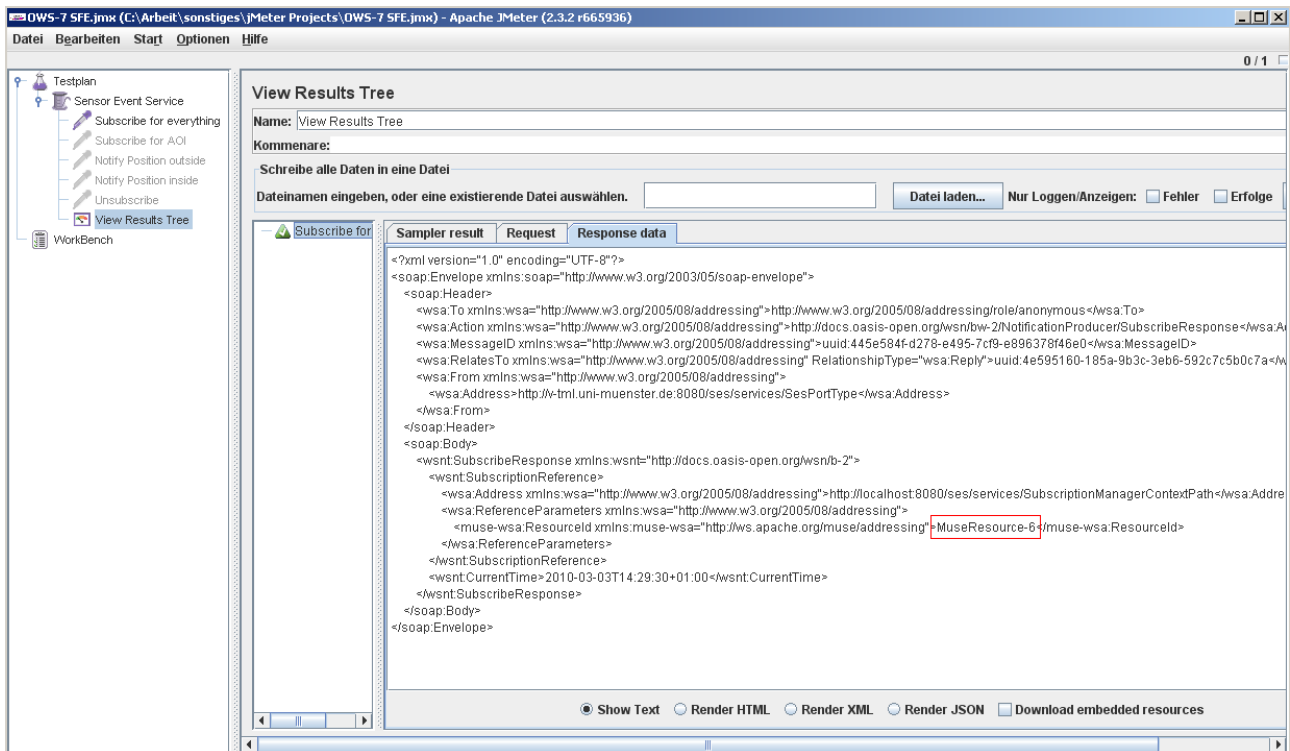 OWS-7 SFE.jmx (C:\Arbeit\sonstiges\jMeter Projects\OWS-7 SFE.jmx) - Apache JMeter (2.3.2 r665936)
Datei Bearbeiten Start Optionen Hilfe
0 / 1
Testplan
Sensor Event Service
Subscribe for everything
Subscribe for AOI
Notify Position outside
Notify Position inside
Unsubscribe
View Results Tree
WorkBench
View Results Tree
Name: View Results Tree
Kommenare:
Schreibe alle Daten in eine Datei
Dateinamen eingeben, oder eine existierende Datei auswählen. Datei laden... Nur Loggen/Anzeigen: Fehler Erfolge
Subscribe for
Sampler result Request Response data
<?xml version="1.0" encoding="UTF-8"?>
<soap:Envelope xmlns:soap="http://www.w3.org/2003/05/soap-envelope">
<soap:Header>
<wsa:To xmlns:wsa="http://www.w3.org/2005/08/addressing">http://www.w3.org/2005/08/addressing/role/anonymous</wsa:To>
<wsa:Action xmlns:wsa="http://www.w3.org/2005/08/addressing">http://docs.oasis-open.org/wsn/bw-2/NotificationProducer/SubscribeResponse</wsa:A
<wsa:MessageID xmlns:wsa="http://www.w3.org/2005/08/addressing">uuid:445e584f-d278-e495-7cf9-e896378f46e0</wsa:MessageID>
<wsa:RelatesTo xmlns:wsa="http://www.w3.org/2005/08/addressing" RelationshipType="wsa:Reply">uuid:4e595160-185a-9b3c-3eb6-592c7c5b0c7a</w
<wsa:From xmlns:wsa="http://www.w3.org/2005/08/addressing">
<wsa:Address>http://v-tml.uni-muenster.de:8080/ses/services/SesPortType</wsa:Address>
</wsa:From>
</soap:Header>
<soap:Body>
<wsnt:SubscribeResponse xmlns:wsnt="http://docs.oasis-open.org/wsn/b-2">
<wsnt:SubscriptionReference>
<wsa:Address xmlns:wsa="http://www.w3.org/2005/08/addressing">http://localhost:8080/ses/services/SubscriptionManagerContextPath</wsa:Addre
<wsa:ReferenceParameters xmlns:wsa="http://www.w3.org/2005/08/addressing">
<muse-wsa:ResourceId xmlns:muse-wsa="http://ws.apache.org/muse/addressing">MuseResource-6</muse-wsa:ResourceId>
</wsa:ReferenceParameters>
</wsnt:SubscriptionReference>
<wsnt:CurrentTime>2010-03-03T14:29:30+01:00</wsnt:CurrentTime>
</wsnt:SubscribeResponse>
</soap:Body>
</soap:Envelope>
Show Text Render HTML Render XML Render JSON Download embedded resources